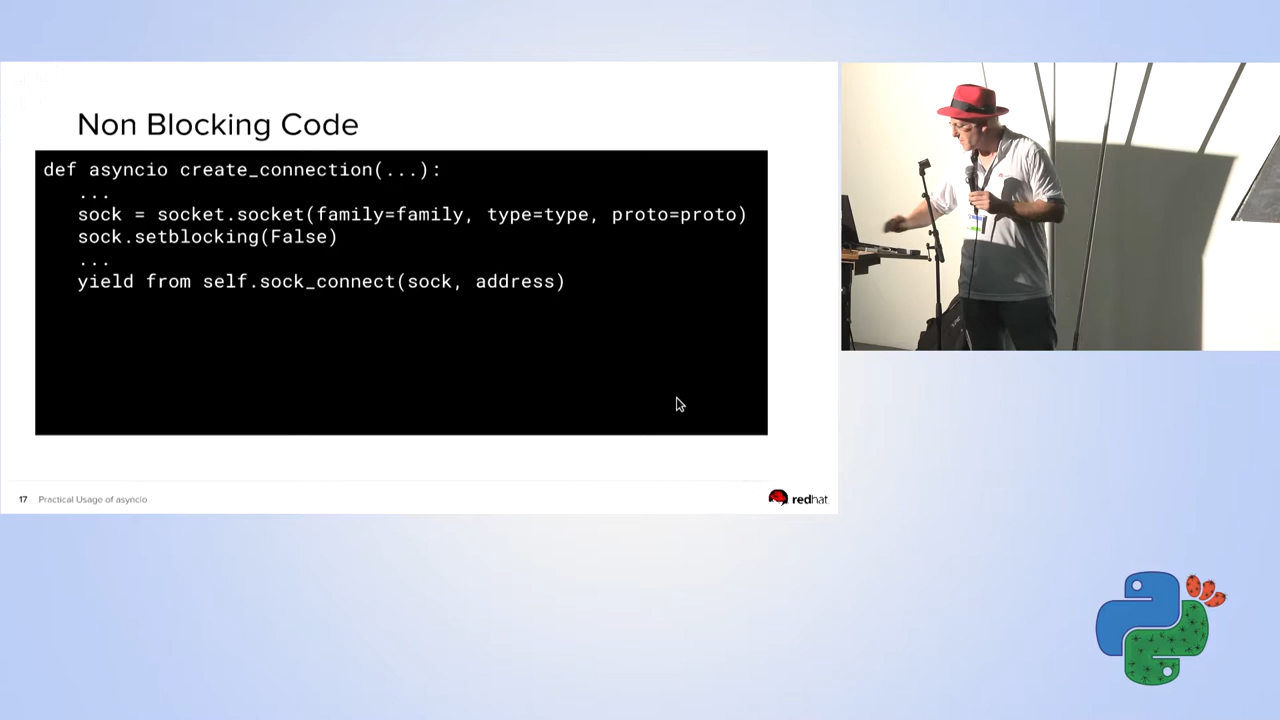 Non Blocking Code
def asyncio create_connection(...):
...
sock = socket.socket(family=family, type=type, proto=proto)
sock.setblocking(False)
...
yield from self.sock_connect(sock, address)
17 Practical Usage of asyncio
redhat.